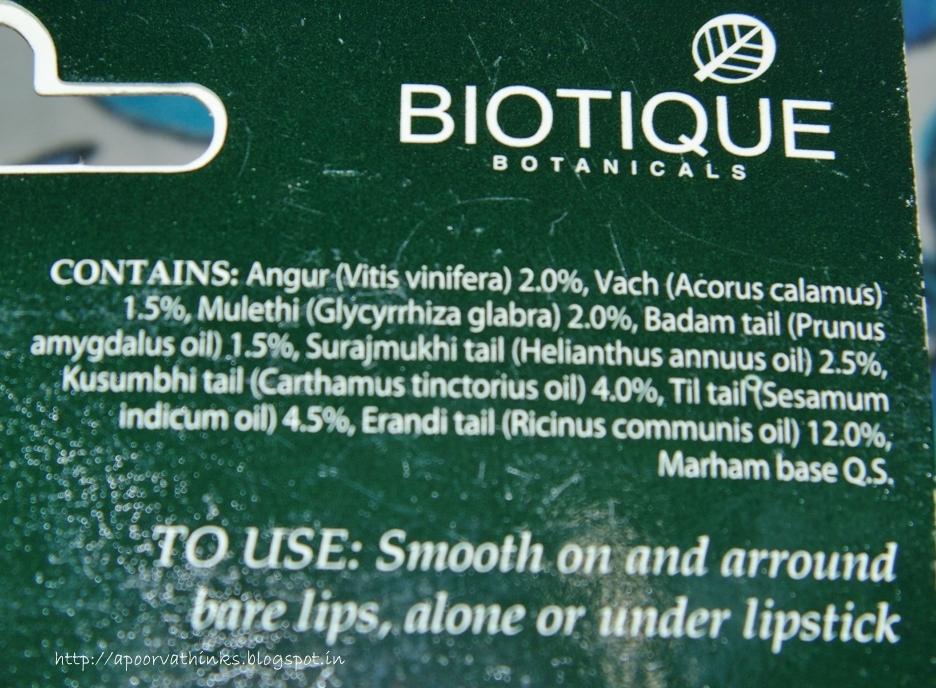 BIOTIQUE
BOTANICALS
CONTAINS: Angur (Vitis vinifera) 2.0%, Vach (Acorus calamus)
1.5%, Mulethi (Glycyrrhiza glabra) 2.0%, Badam tail (Prunus
amygdalus oil) 1.5%, Surajmukhi tail (Helianthus annuus oil) 2.5%,
Kusumbhi tail (Carthamus tinctorius oil) 4.0%, Til tail (Sesamum
indicum oil) 4.5%, Erandi tail (Ricinus communis oil) 12.0%,
Marham base Q.S.
TO USE: Smooth on and arround
bare lips, alone or under lipstick
http://apoorvathinks.blogspot.in